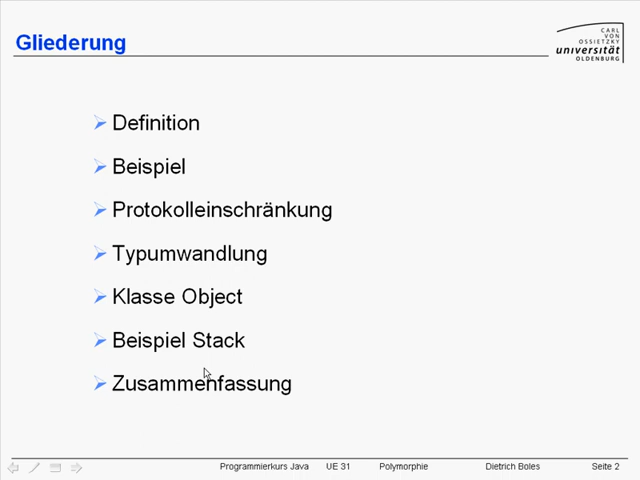 Gliederung
CARL
VON
OSSIETZKY
universität
OLDENBURG
Definition
Beispiel
Protokolleinschränkung
Typumwandlung
Klasse Object
Beispiel Stack
Zusammenfassung
Programmierkurs Java UE 31 Polymorphie Dietrich Boles Seite 2